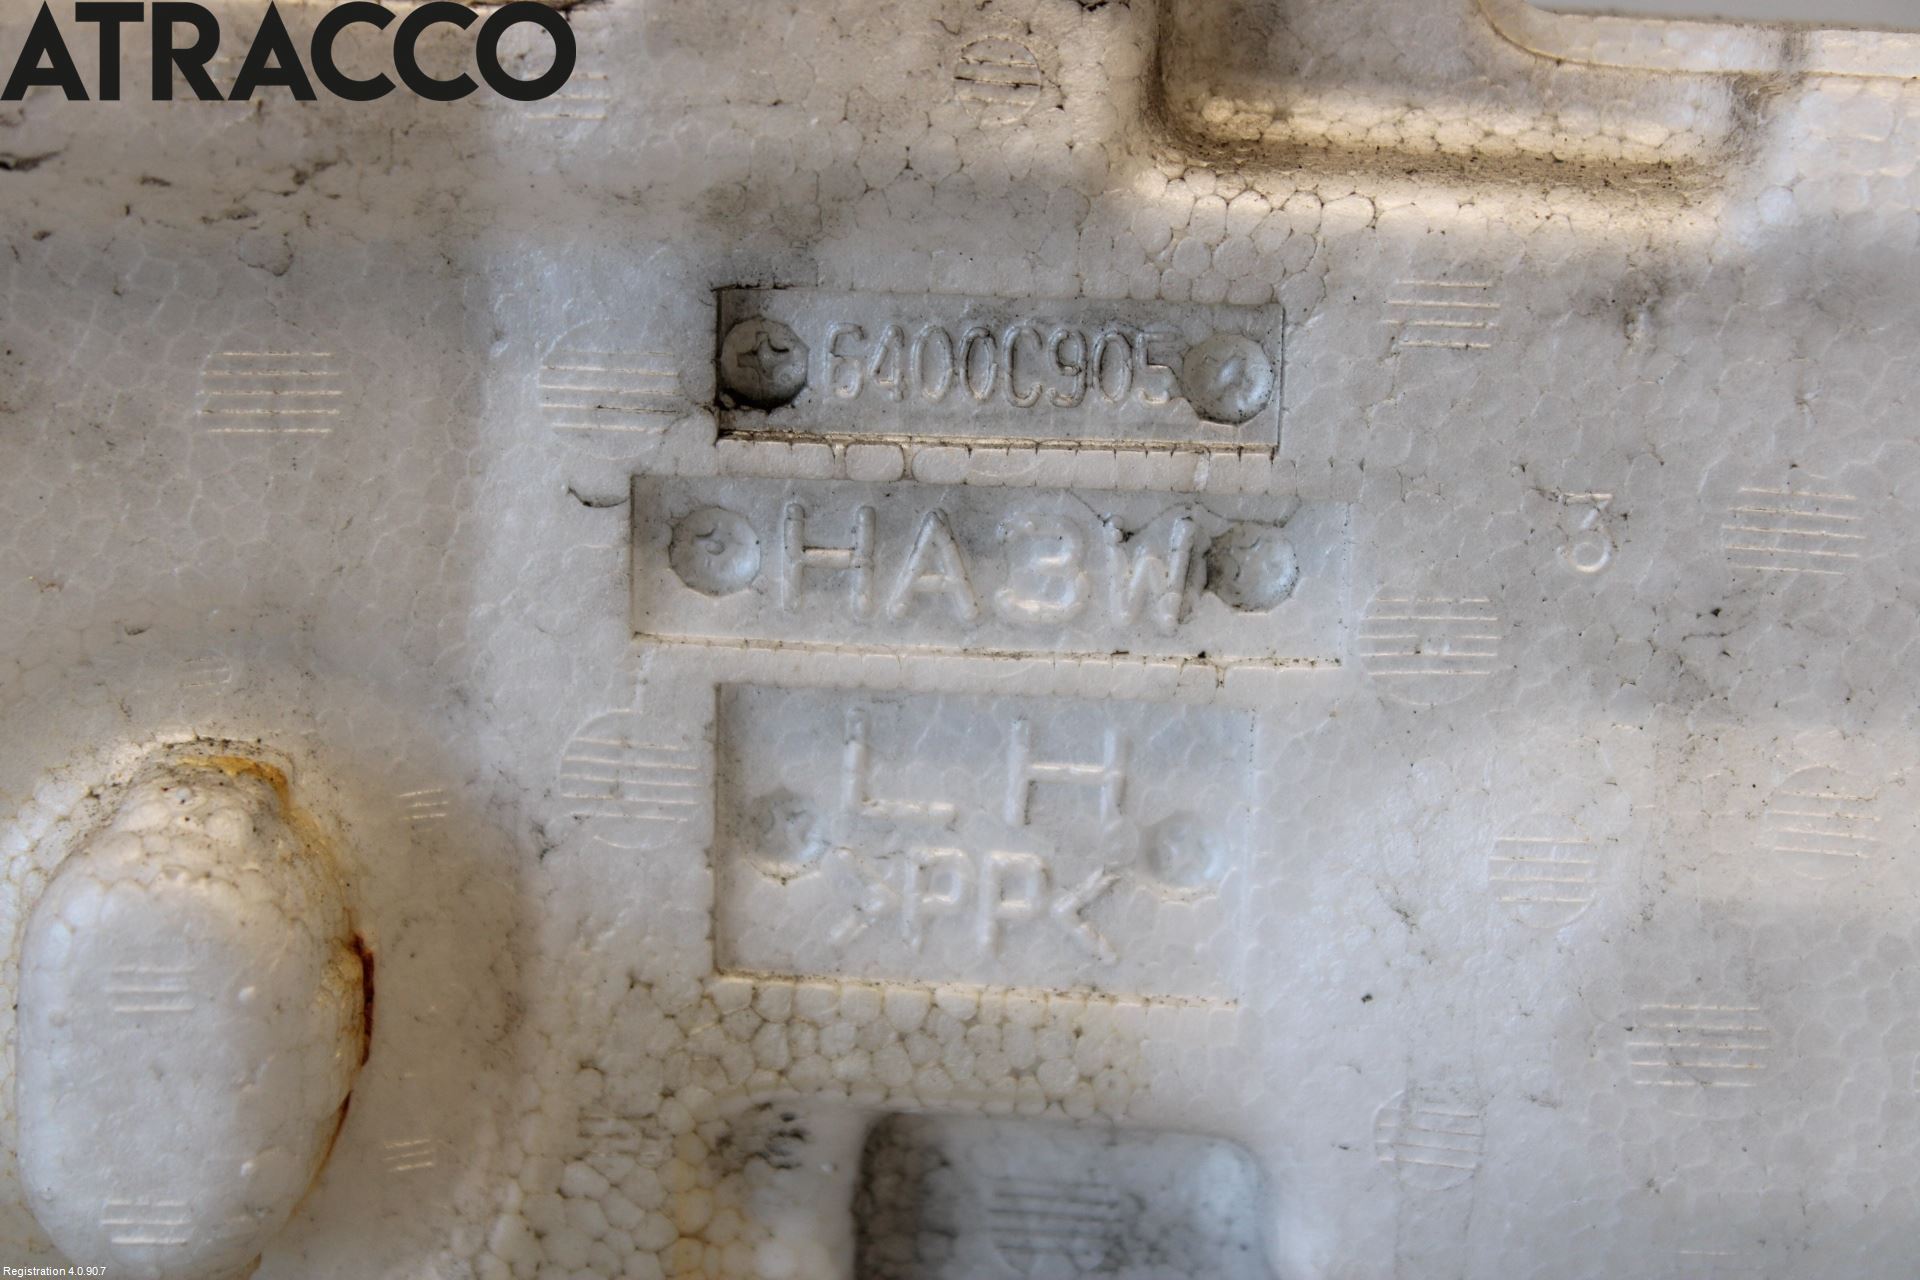 ATRACCO
6400C905
HA3W
3
LH
>PP<
Registration 4.0.90.7